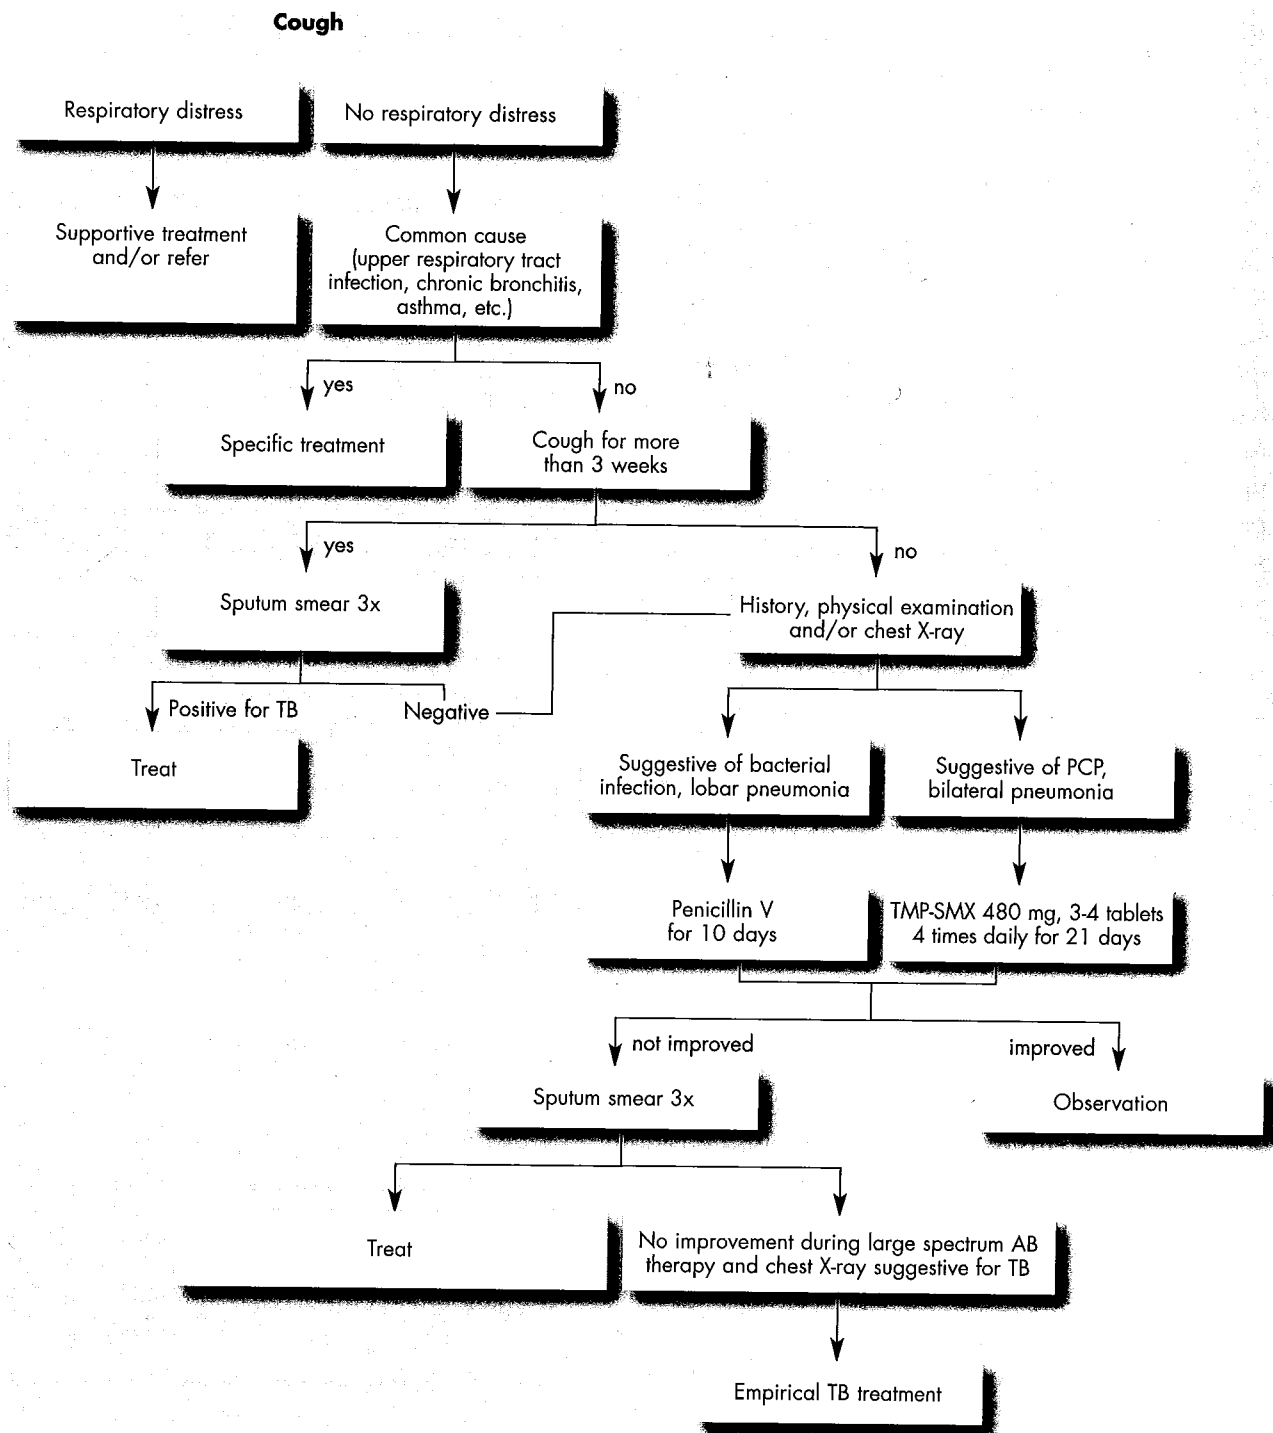 Cough
Respiratory distress
No respiratory distress
Supportive treatment
and/or refer
Common cause
(upper respiratory tract
infection, chronic bronchitis,
asthma, etc.)
yes
no
Specific treatment
Cough for more
than 3 weeks
yes
no
Sputum smear 3x
History, physical examination
and/or chest X-ray
Positive for TB
Negative
Treat
Suggestive of bacterial
infection, lobar pneumonia
Suggestive of PCP,
bilateral pneumonia
Penicillin V
for 10 days
TMP-SMX 480 mg, 3-4 tablets
4 times daily for 21 days
not improved
improved
Sputum smear 3x
Observation
Treat
No improvement during large spectrum AB
therapy and chest X-ray suggestive for TB
Empirical TB treatment